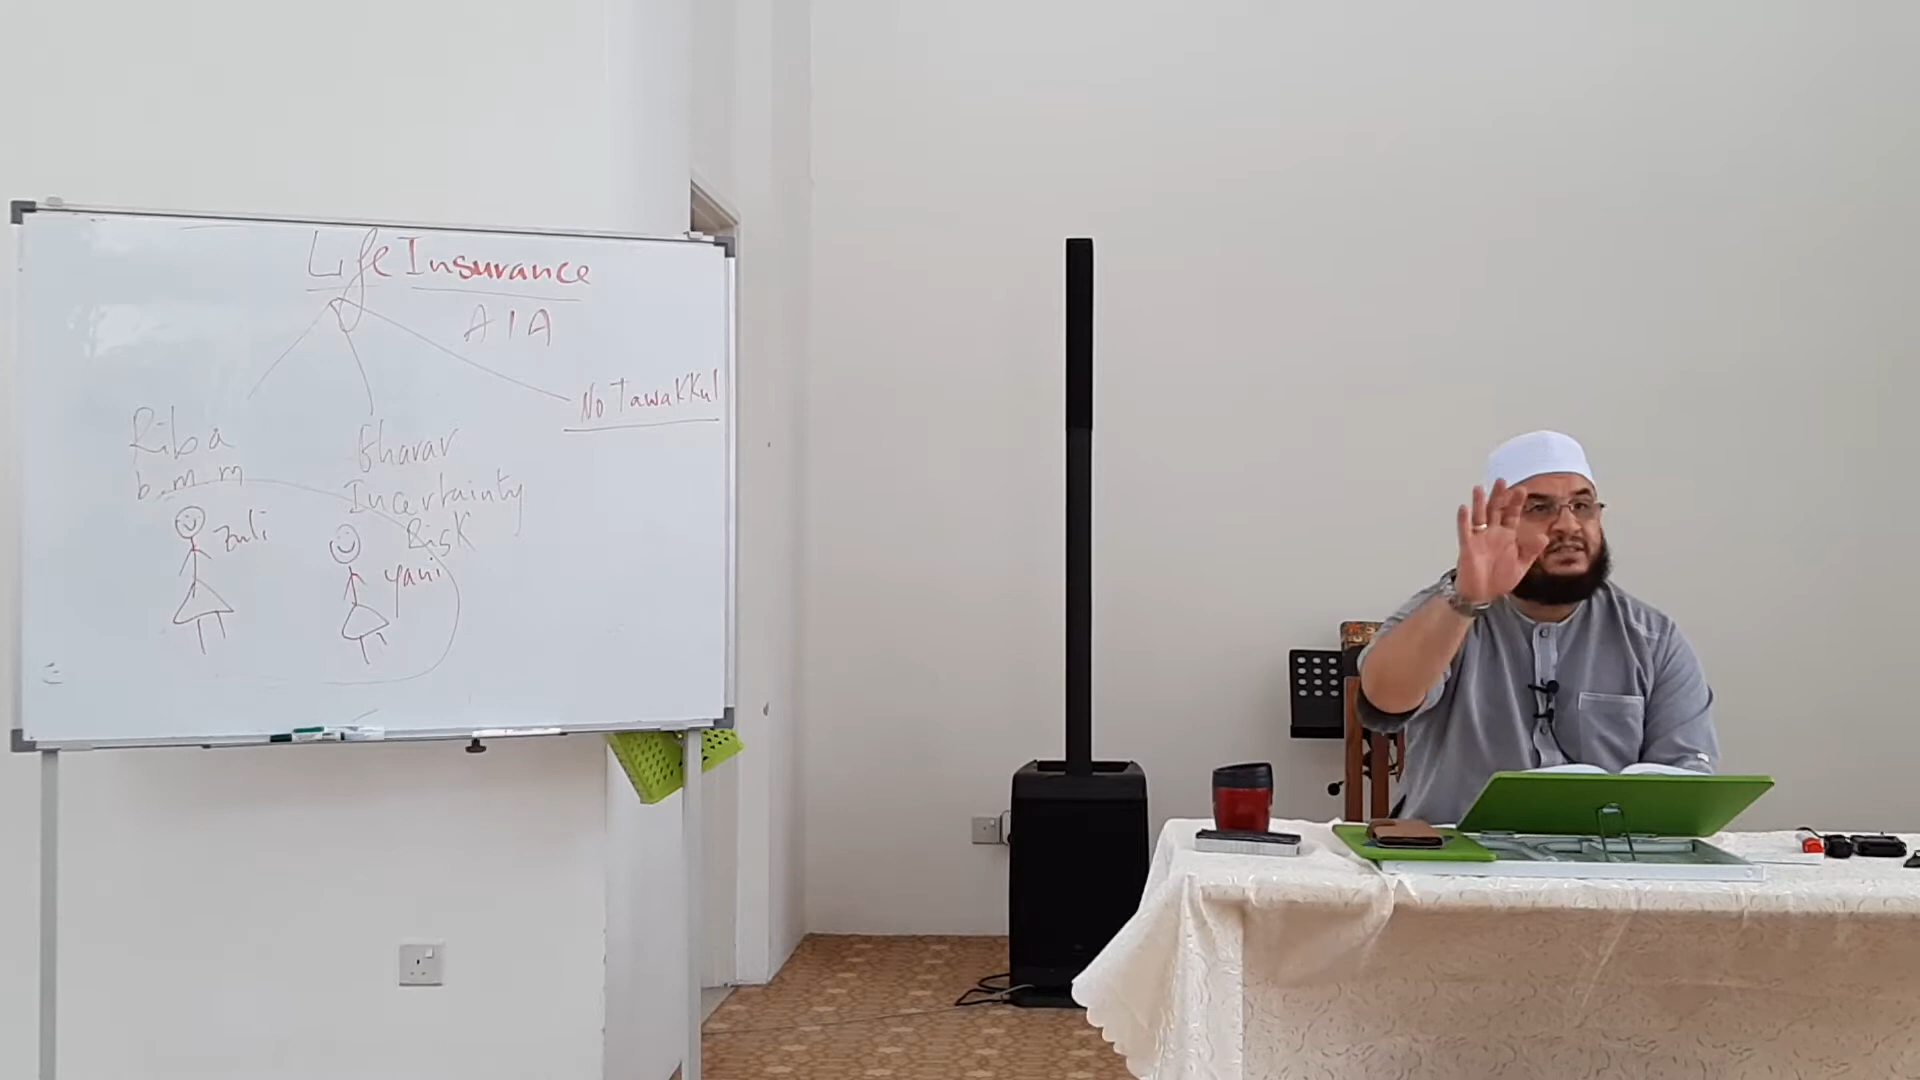 Life Insurance
AIA
No Tawakkul
Riba
b.m m
Gharar
Incertainty
Risk
Zuli
yani